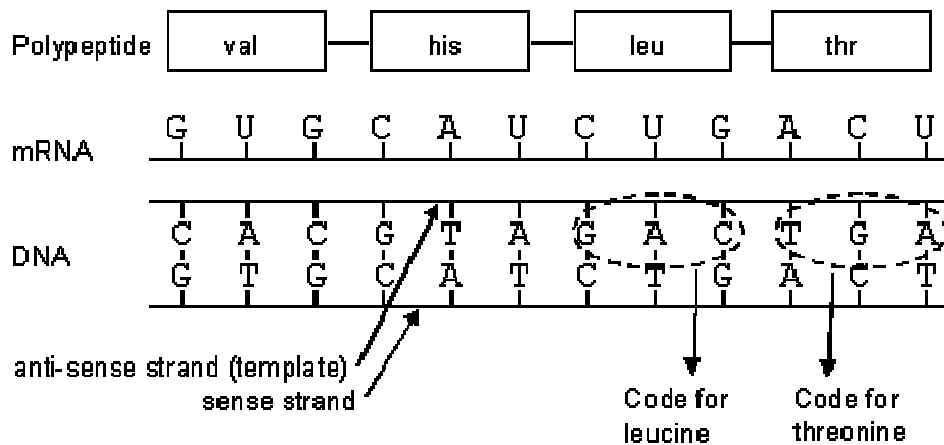 Polypeptide val his leu thr
G U G C A U C U G A C U
mRNA
C A C G T A G A C T G A
DNA
G T G C A T C T G A C T
anti-sense strand (template)
sense strand
Code for leucine
Code for threonine